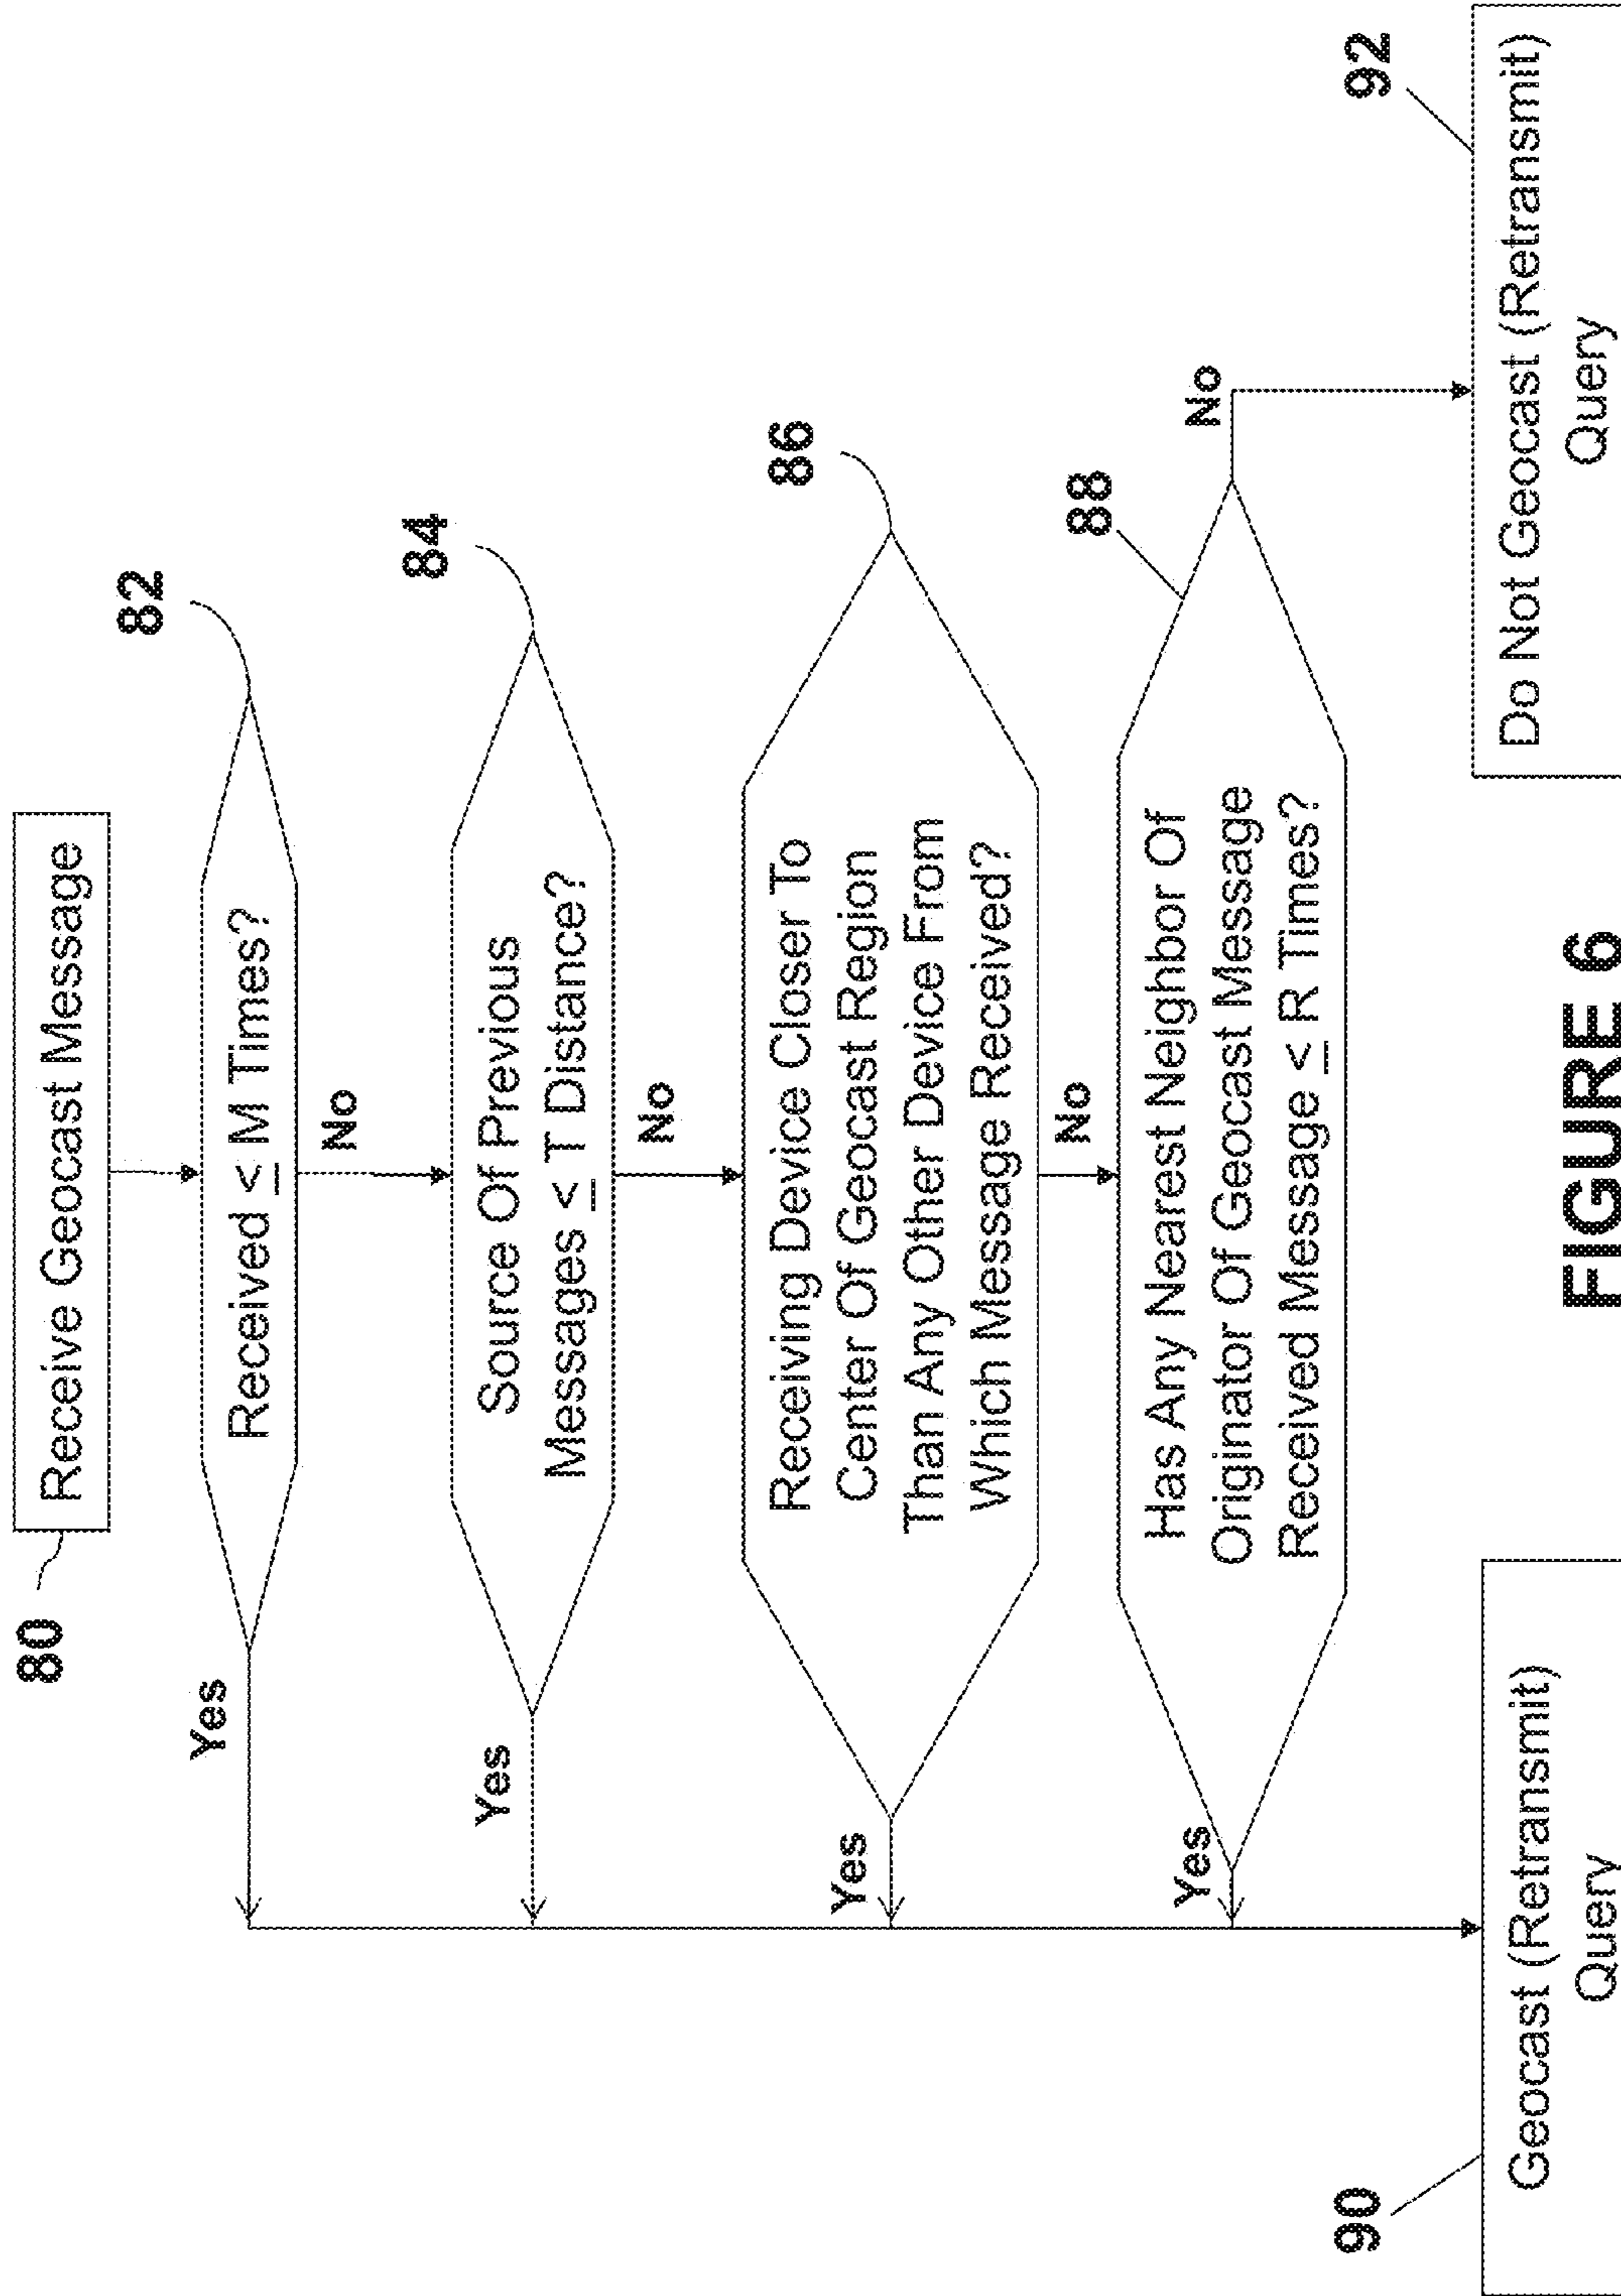 80
Receive Geocast Message
82
Received ≤ M Times?
Yes
No
84
Source Of Previous
Messages ≤ T Distance?
Yes
No
86
Receiving Device Closer To
Center Of Geocast Region
Than Any Other Device From
Which Message Received?
Yes
No
88
Has Any Nearest Neighbor Of
Originator Of Geocast Message
Received Message ≤ R Times?
Yes
No
90
Geocast (Retransmit)
Query
92
Do Not Geocast (Retransmit)
Query
FIGURE 6